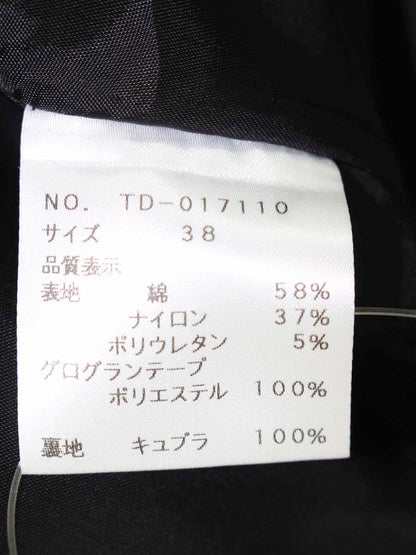 NO. TD-017110
サイズ 38
品質表示
表地 綿 58%
ナイロン 37%
ポリウレタン 5%
グログランテープ
ポリエステル 100%
裏地 キュプラ 100%